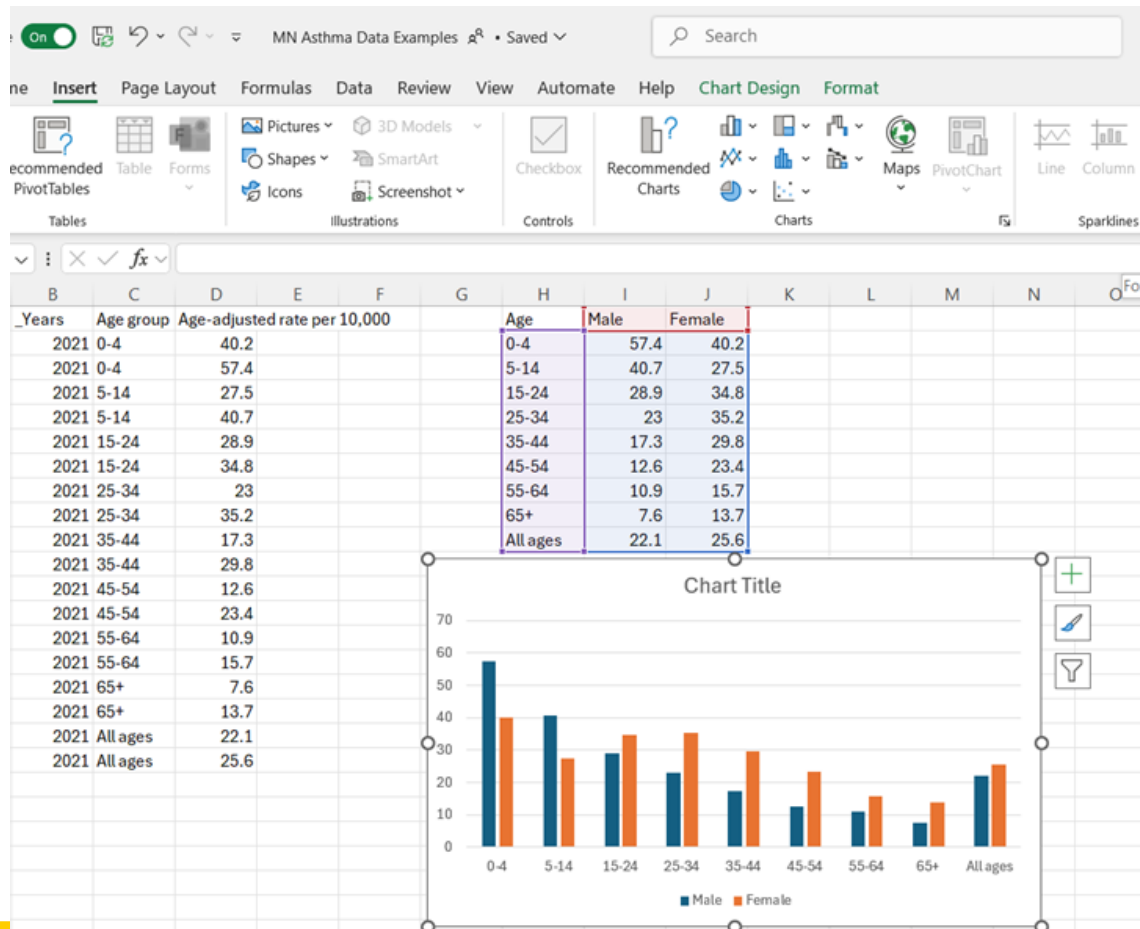 On MN Asthma Data Examples • Saved Search
ne Insert Page Layout Formulas Data Review View Automate Help Chart Design Format
ecommended PivotTables
Table
Forms
Tables
Pictures
Shapes
Icons
3D Models
SmartArt
Screenshot
Illustrations
Checkbox
Controls
Recommended Charts
Maps
PivotChart
Charts
Line
Column
Sparklines
fx
B C D E F G H I J K L M N O Fo
_Years Age group Age-adjusted rate per 10,000 Age Male Female
2021 0-4 40.2 0-4 57.4 40.2
2021 0-4 57.4 5-14 40.7 27.5
2021 5-14 27.5 15-24 28.9 34.8
2021 5-14 40.7 25-34 23 35.2
2021 15-24 28.9 35-44 17.3 29.8
2021 15-24 34.8 45-54 12.6 23.4
2021 25-34 23 55-64 10.9 15.7
2021 25-34 35.2 65+ 7.6 13.7
2021 35-44 17.3 All ages 22.1 25.6
2021 35-44 29.8
2021 45-54 12.6
2021 45-54 23.4
2021 55-64 10.9
2021 55-64 15.7
2021 65+ 7.6
2021 65+ 13.7
2021 All ages 22.1
2021 All ages 25.6
Chart Title
70
60
50
40
30
20
10
0
0-4 5-14 15-24 25-34 35-44 45-54 55-64 65+ All ages
Male Female